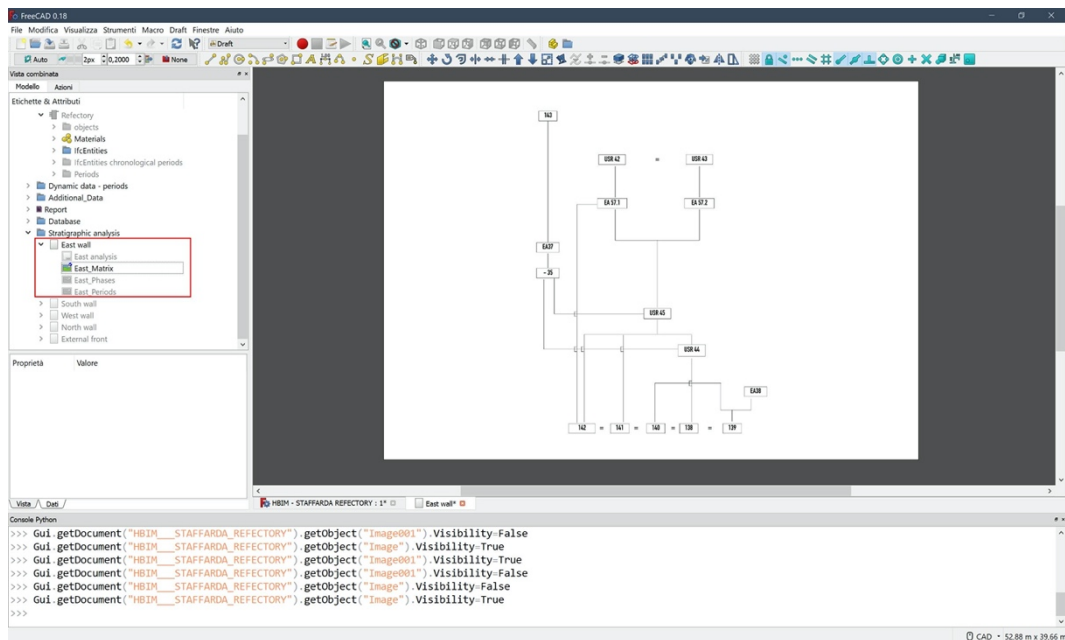 FreeCAD 0.18
File Modifica Visualizza Strumenti Macro Draft Finestre Aiuto
Draft
Auto 2px 0,2000 None
Vista combinata
Modello Azioni
Etichette & Attributi
Refectory
objects
Materials
IfcEntities
IfcEntities chronological periods
Periods
Dynamic data - periods
Additional_Data
Report
Database
Stratigraphic analysis
East wall
East analysis
East_Matrix
East_Phases
East_Periods
South wall
West wall
North wall
External front
Proprietà Valore
Vista Dati
143
USR 42 = USR 43
EA 57.1 EA 57.2
EA37
- 35
USR 45
USR 44
EA38
142 = 141 = 140 = 138 = 139
HBIM - STAFFARDA REFECTORY : 1* East wall*
Console Python
>>> Gui.getDocument("HBIM___STAFFARDA_REFECTORY").getObject("Image001").Visibility=False
>>> Gui.getDocument("HBIM___STAFFARDA_REFECTORY").getObject("Image").Visibility=True
>>> Gui.getDocument("HBIM___STAFFARDA_REFECTORY").getObject("Image001").Visibility=True
>>> Gui.getDocument("HBIM___STAFFARDA_REFECTORY").getObject("Image001").Visibility=False
>>> Gui.getDocument("HBIM___STAFFARDA_REFECTORY").getObject("Image").Visibility=False
>>> Gui.getDocument("HBIM___STAFFARDA_REFECTORY").getObject("Image").Visibility=True
>>>
CAD - 52.88 m x 39.66 m